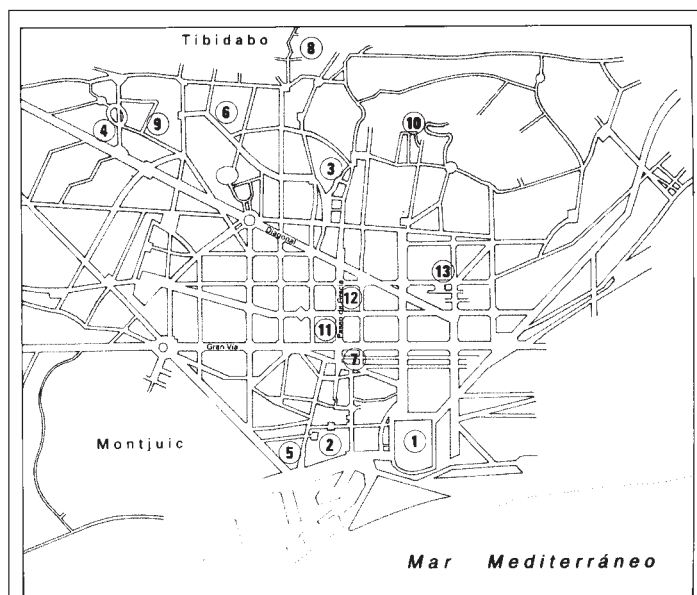 Tibidabo
8
4
9
6
10
3
Diagonal
13
12
Paseo de Gracia
11
Gran Via
7
Montjuic
5
2
1
Mar Mediterráneo